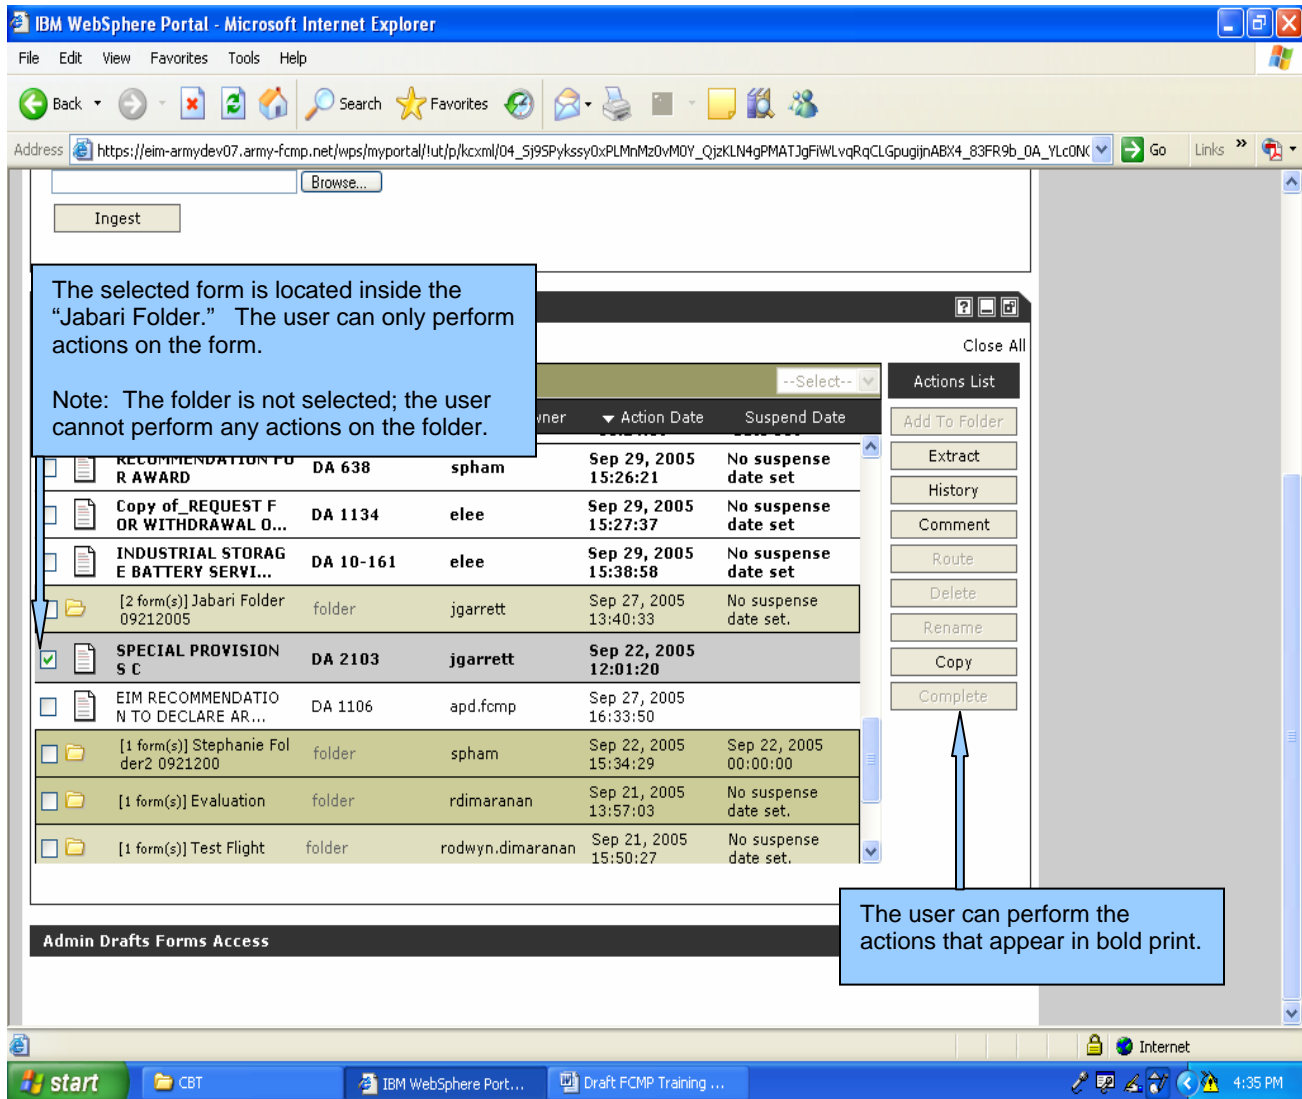 IBM WebSphere Portal - Microsoft Internet Explorer
File Edit View Favorites Tools Help
Back Search Favorites
Address https://eim-armydev07.army-fcmp.net/wps/myportal/!ut/p/kcxml/ Go Links »
Browse...
Ingest
The selected form is located inside the
“Jabari Folder.” The user can only perform
actions on the form.
Note: The folder is not selected; the user
cannot perform any actions on the folder.
Close All
--Select-- Actions List
Action Date Suspend Date
Add To Folder
Extract
History
Comment
Route
Delete
Rename
Copy
Complete
RECOMMENDATION FO DA 638 spham Sep 29, 2005 No suspense
R AWARD 15:26:21 date set
Copy of_REQUEST F DA 1134 elee Sep 29, 2005 No suspense
OR WITHDRAWAL O... 15:27:37 date set
INDUSTRIAL STORAG DA 10-161 elee Sep 29, 2005 No suspense
E BATTERY SERVI... 15:38:58 date set
[2 form(s)] Jabari Folder folder jgarrett Sep 27, 2005 No suspense
09212005 13:40:33 date set.
SPECIAL PROVISION DA 2103 jgarrett Sep 22, 2005
S C 12:01:20
EIM RECOMMENDATIO DA 1106 apd.fcmp Sep 27, 2005
N TO DECLARE AR... 16:33:50
[1 form(s)] Stephanie Fol folder spham Sep 22, 2005 Sep 22, 2005
der2 0921200 15:34:29 00:00:00
[1 form(s)] Evaluation folder rdimaranan Sep 21, 2005 No suspense
13:57:03 date set.
[1 form(s)] Test Flight folder rodwyn.dimaranan Sep 21, 2005 No suspense
15:50:27 date set.
The user can perform the
actions that appear in bold print.
Admin Drafts Forms Access
Internet
start CBT IBM WebSphere Port... Draft FCMP Training ... 4:35 PM